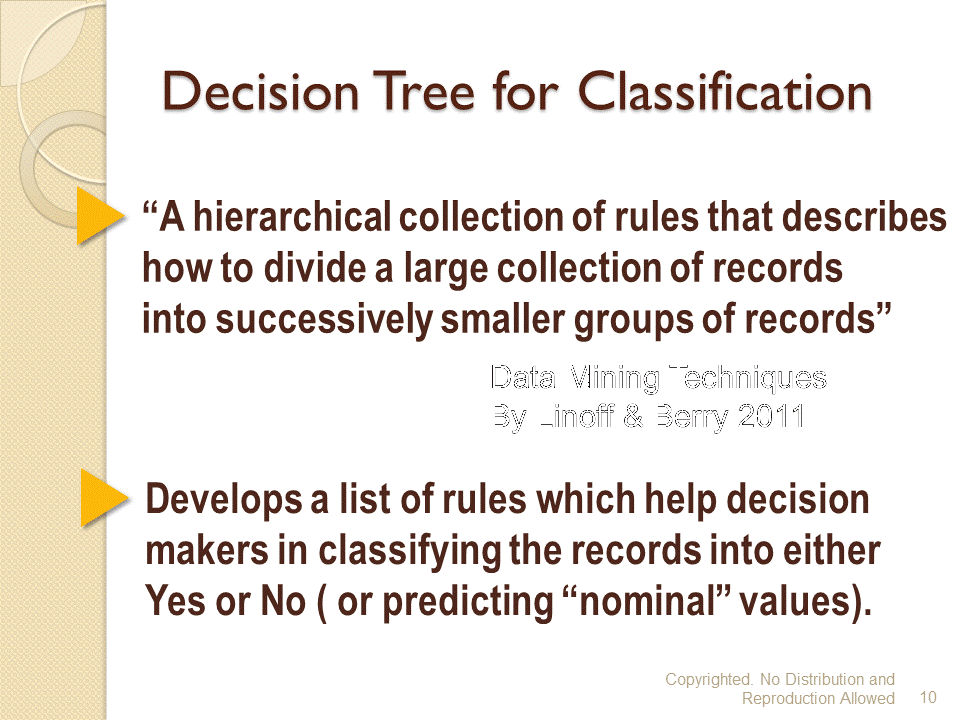 Decision Tree for Classification
“A hierarchical collection of rules that describes
how to divide a large collection of records
into successively smaller groups of records”
Data Mining Techniques
By Linoff & Berry 2011
Develops a list of rules which help decision
makers in classifying the records into either
Yes or No ( or predicting “nominal” values).
Copyrighted. No Distribution and
Reproduction Allowed
10